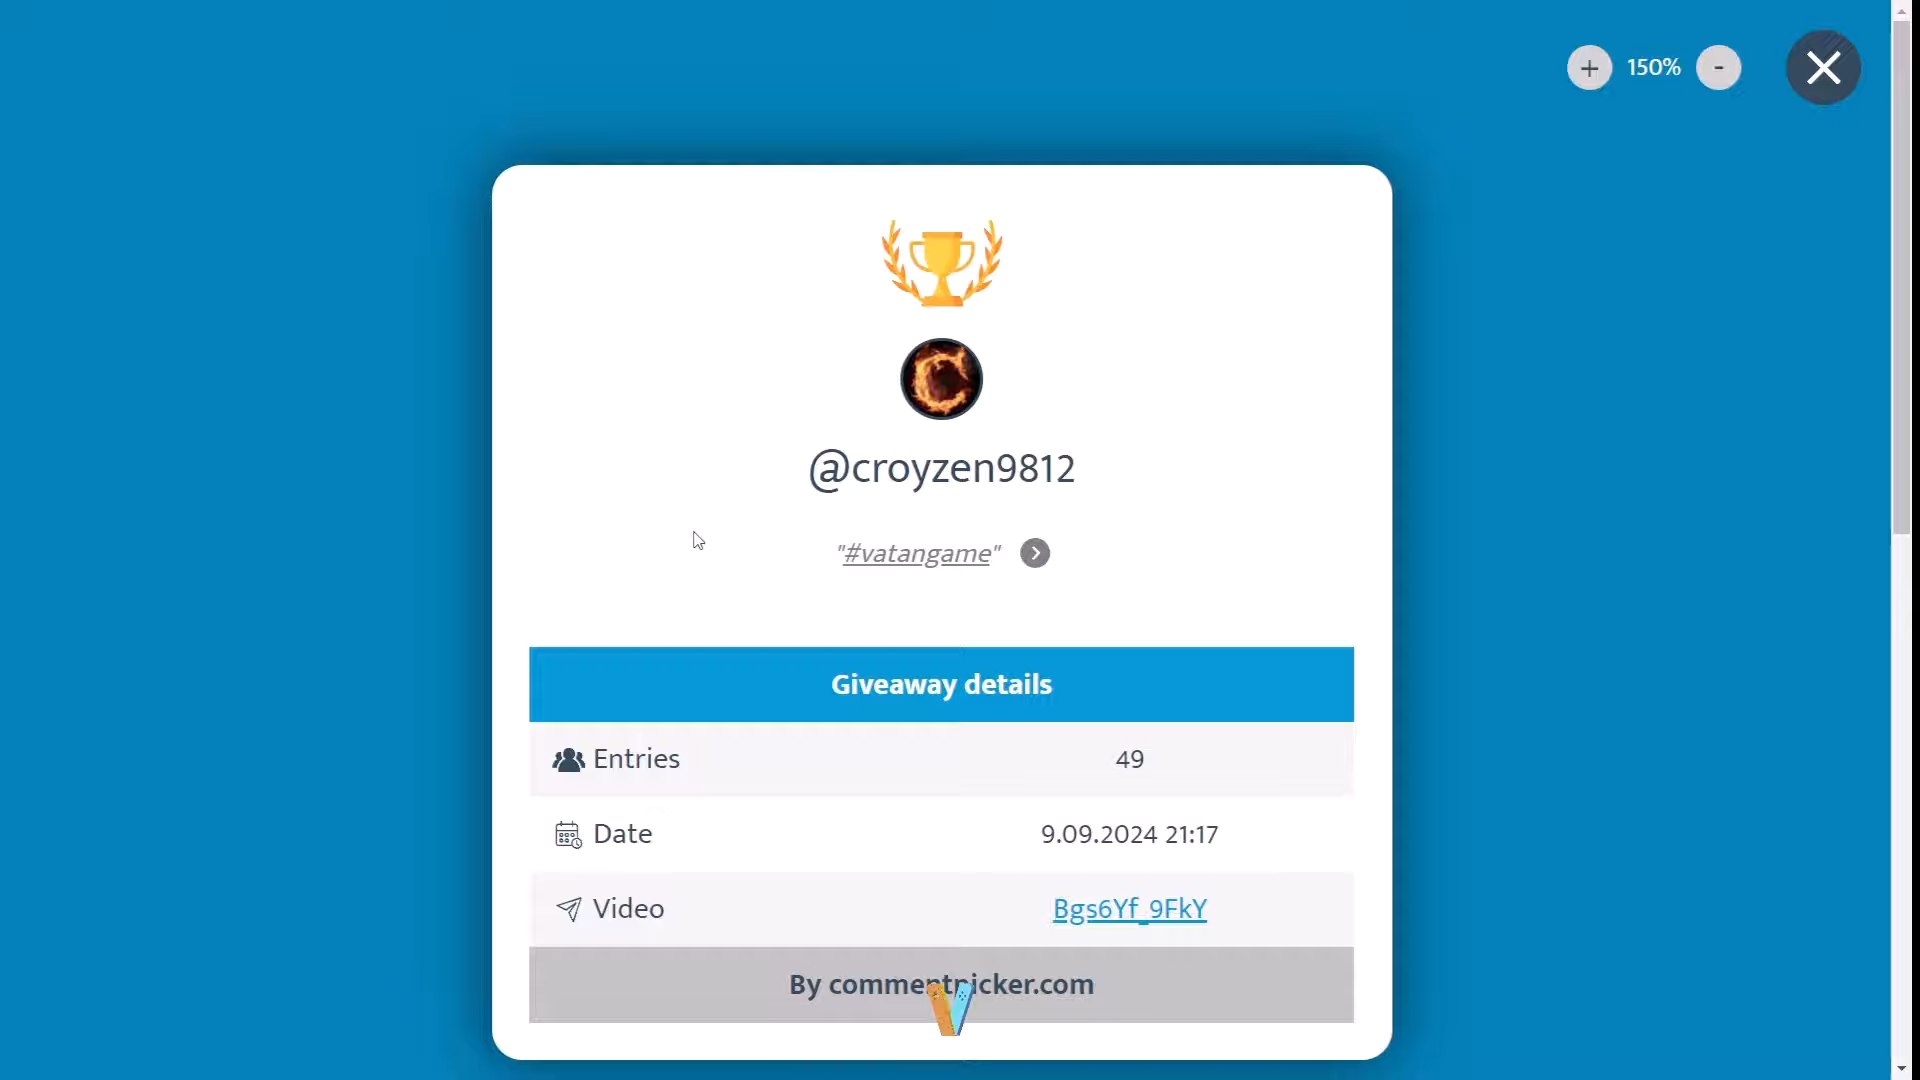 + 150% -
@croyzen9812
"#vatangame"
Giveaway details
Entries 49
Date 9.09.2024 21:17
Video Bgs6Yf_9FkY
By commentpicker.com
V